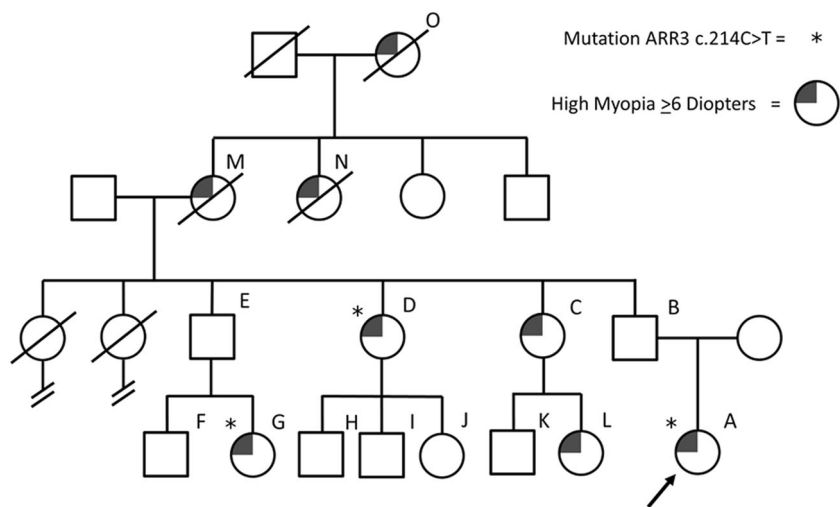 O
Mutation ARR3 c.214C>T = *
High Myopia ≥6 Diopters =
M N
E D C B
*
F * G H I J K L * A